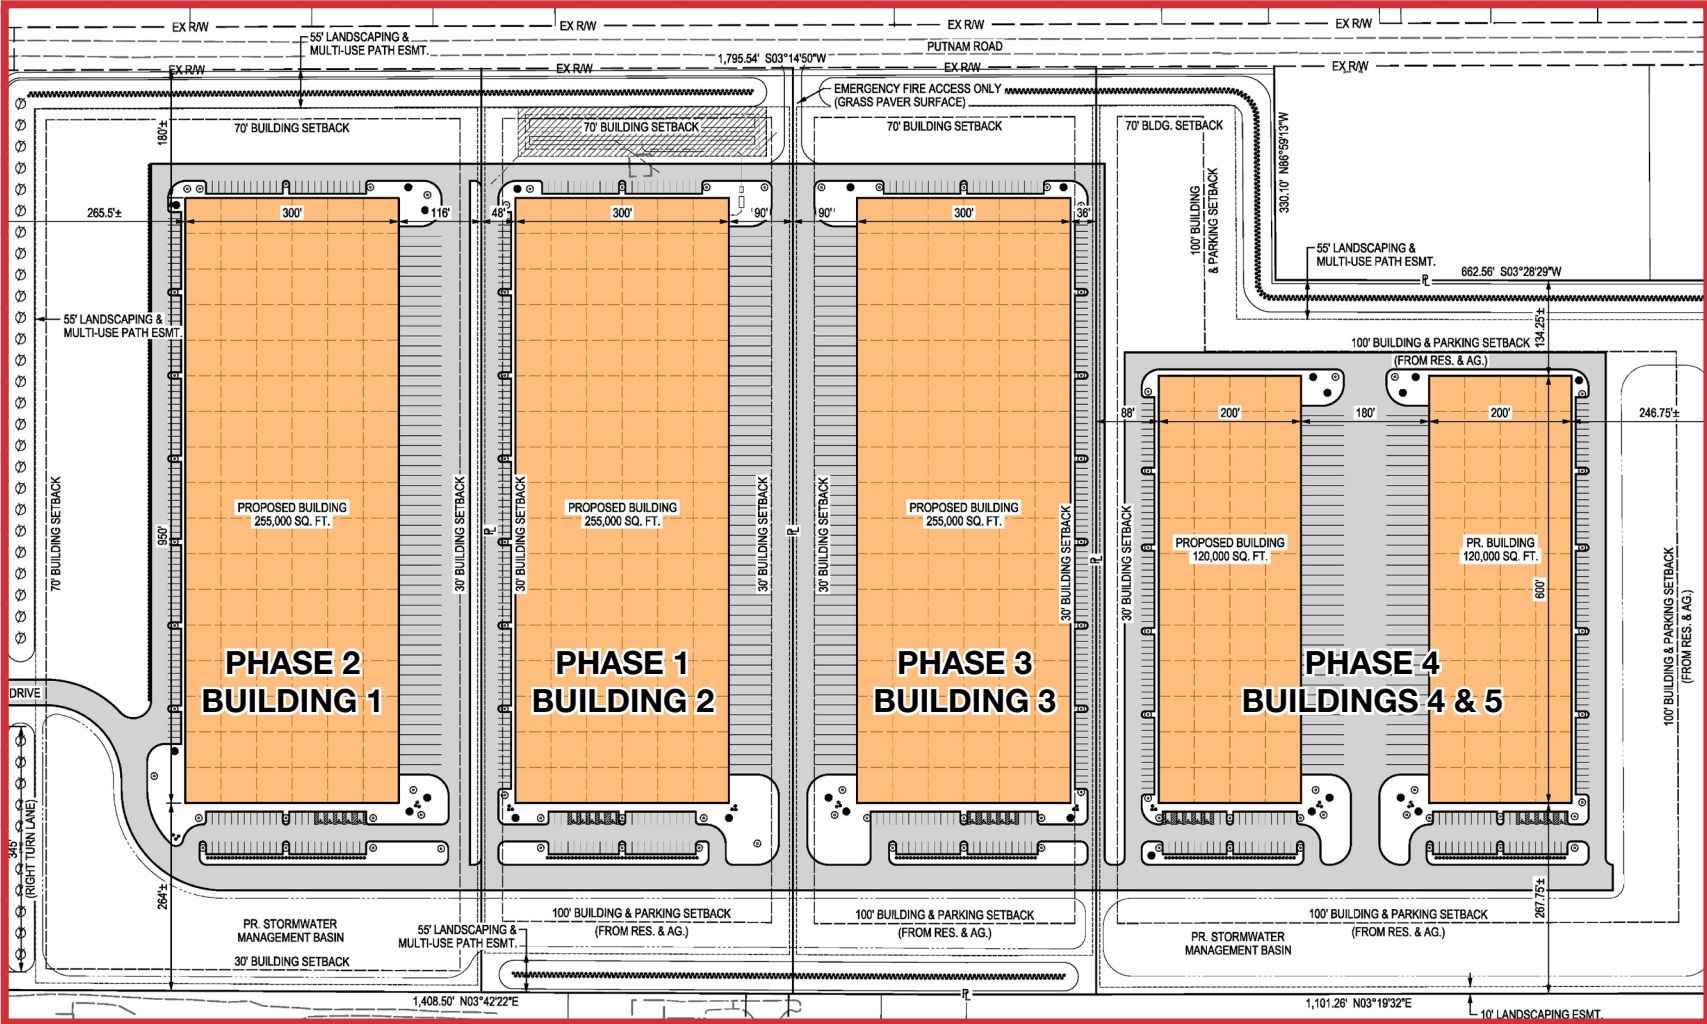 EX R/W
EX R/W
EX R/W
EX R/W
55' LANDSCAPING &
MULTI-USE PATH ESMT.
PUTNAM ROAD
1,795.54' S03°14'50"W
EX R/W
EX R/W
EX R/W
EX R/W
EMERGENCY FIRE ACCESS ONLY
(GRASS PAVER SURFACE)
180'±
70' BUILDING SETBACK
70' BUILDING SETBACK
70' BUILDING SETBACK
70' BLDG. SETBACK
330.10' N86°59'13"W
100' BUILDING
& PARKING SETBACK
265.5'±
300'
116'
48'
300'
90'
90'
300'
36'
55' LANDSCAPING &
MULTI-USE PATH ESMT.
662.56' S03°28'29"W
55' LANDSCAPING &
MULTI-USE PATH ESMT.
134.25'±
100' BUILDING & PARKING SETBACK
(FROM RES. & AG.)
88'
200'
180'
200'
246.75'±
70' BUILDING SETBACK
950'
PROPOSED BUILDING
255,000 SQ. FT.
30' BUILDING SETBACK
PL
30' BUILDING SETBACK
PROPOSED BUILDING
255,000 SQ. FT.
30' BUILDING SETBACK
PL
30' BUILDING SETBACK
PROPOSED BUILDING
255,000 SQ. FT.
30' BUILDING SETBACK
PL
30' BUILDING SETBACK
PROPOSED BUILDING
120,000 SQ. FT.
PR. BUILDING
120,000 SQ. FT.
600'
100' BUILDING & PARKING SETBACK
(FROM RES. & AG.)
PL
PHASE 2
BUILDING 1
PHASE 1
BUILDING 2
PHASE 3
BUILDING 3
PHASE 4
BUILDINGS 4 & 5
DRIVE
345'
(RIGHT TURN LANE)
264'±
267.75'±
PR. STORMWATER
MANAGEMENT BASIN
30' BUILDING SETBACK
55' LANDSCAPING &
MULTI-USE PATH ESMT.
100' BUILDING & PARKING SETBACK
(FROM RES. & AG.)
100' BUILDING & PARKING SETBACK
(FROM RES. & AG.)
PR. STORMWATER
MANAGEMENT BASIN
100' BUILDING & PARKING SETBACK
(FROM RES. & AG.)
PL
1,408.50' N03°42'22"E
1,101.26' N03°19'32"E
10' LANDSCAPING ESMT.